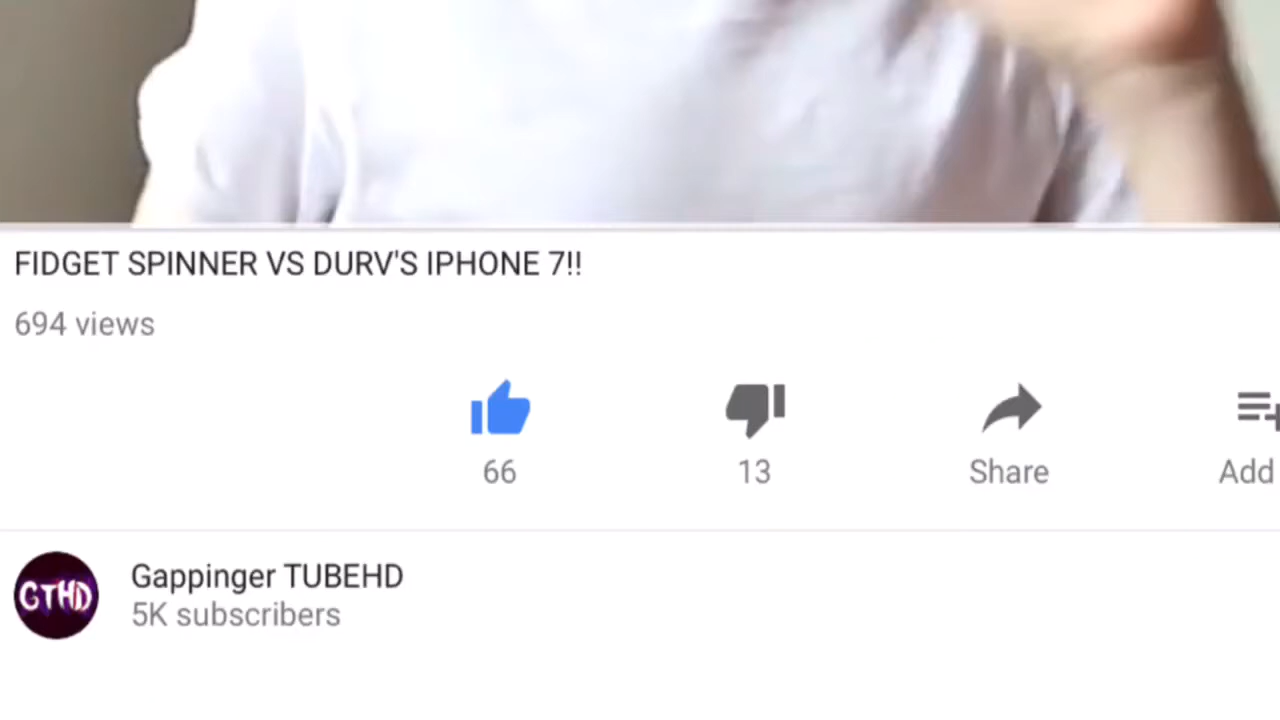 FIDGET SPINNER VS DURV'S IPHONE 7!!
694 views
66
13
Share
Add
GTHD
Gappinger TUBEHD
5K subscribers